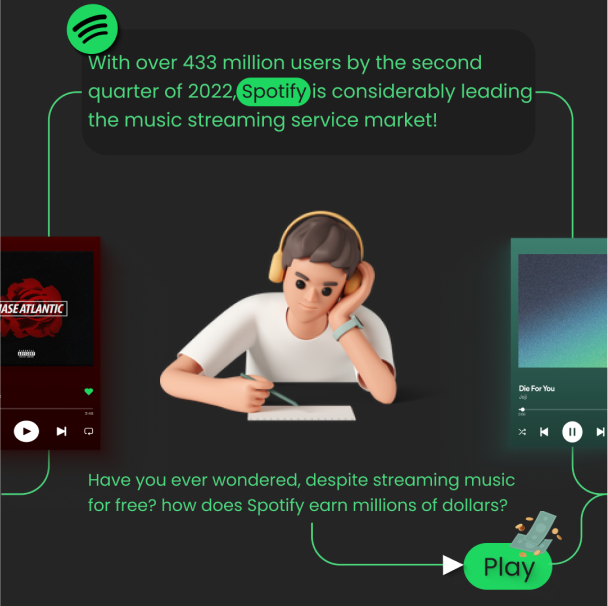 With over 433 million users by the second
quarter of 2022, Spotify is considerably leading
the music streaming service market!
ASE ATLANTIC
Die For You
Joji
Have you ever wondered, despite streaming music
for free? how does Spotify earn millions of dollars?
Play